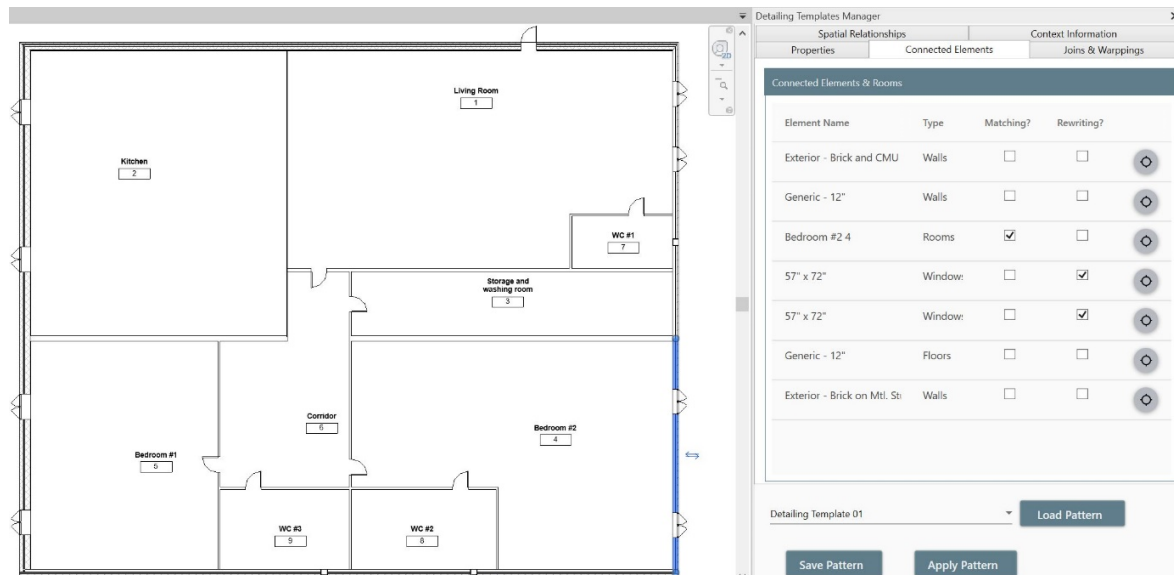 Detailing Templates Manager
Spatial Relationships
Context Information
Properties
Connected Elements
Joins & Warppings
Connected Elements & Rooms
Element Name Type Matching? Rewriting?
Exterior - Brick and CMU Walls
Generic - 12" Walls
Bedroom #2 4 Rooms
57" x 72" Window:
57" x 72" Window:
Generic - 12" Floors
Exterior - Brick on Mtl. Walls
Detailing Template 01
Load Pattern
Save Pattern
Apply Pattern
Living Room
1
Kitchen
2
WC #1
7
Storage and
washing room
3
Corridor
6
Bedroom #2
4
Bedroom #1
5
WC #3
9
WC #2
8
2D